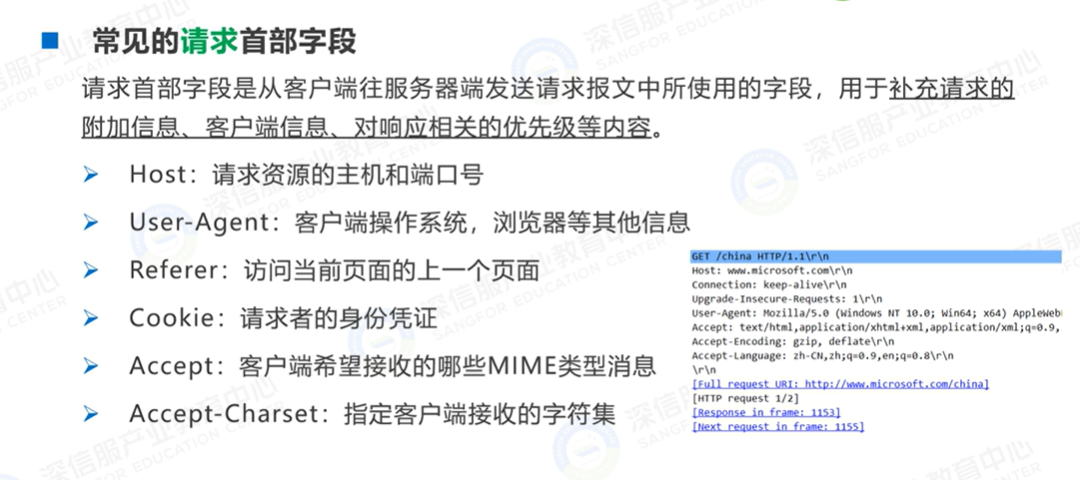 常见的请求首部字段
请求首部字段是从客户端往服务器端发送请求报文中所使用的字段，用于补充请求的
附加信息、客户端信息、对响应相关的优先级等内容。
Host：请求资源的主机和端口号
User-Agent：客户端操作系统，浏览器等其他信息
Referer：访问当前页面的上一个页面
Cookie：请求者的身份凭证
Accept：客户端希望接收的哪些MIME类型消息
Accept-Charset：指定客户端接收的字符集
GET /china HTTP/1.1\r\n
Host: www.microsoft.com\r\n
Connection: keep-alive\r\n
Upgrade-Insecure-Requests: 1\r\n
User-Agent: Mozilla/5.0 (Windows NT 10.0; Win64; x64) AppleWeb
Accept: text/html,application/xhtml+xml,application/xml;q=0.9,
Accept-Encoding: gzip, deflate\r\n
Accept-Language: zh-CN,zh;q=0.9,en;q=0.8\r\n
\r\n
[Full request URI: http://www.microsoft.com/china]
[HTTP request 1/2]
[Response in frame: 1153]
[Next request in frame: 1155]
深信服产业教育中心
SANGFOR EDUCATION CENTER